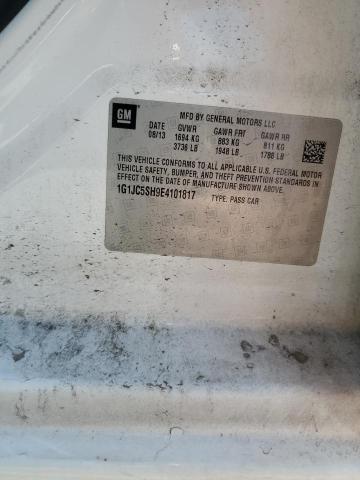 GM
MFD BY GENERAL MOTORS LLC
DATE GVWR GAWR FRT GAWR RR
08/13 1694 KG 883 KG 811 KG
3736 LB 1948 LB 1788 LB
THIS VEHICLE CONFORMS TO ALL APPLICABLE U.S. FEDERAL MOTOR
VEHICLE SAFETY, BUMPER, AND THEFT PREVENTION STANDARDS IN
EFFECT ON THE DATE OF MANUFACTURE SHOWN ABOVE.
1G1JC5SH9E4101817 TYPE: PASS CAR